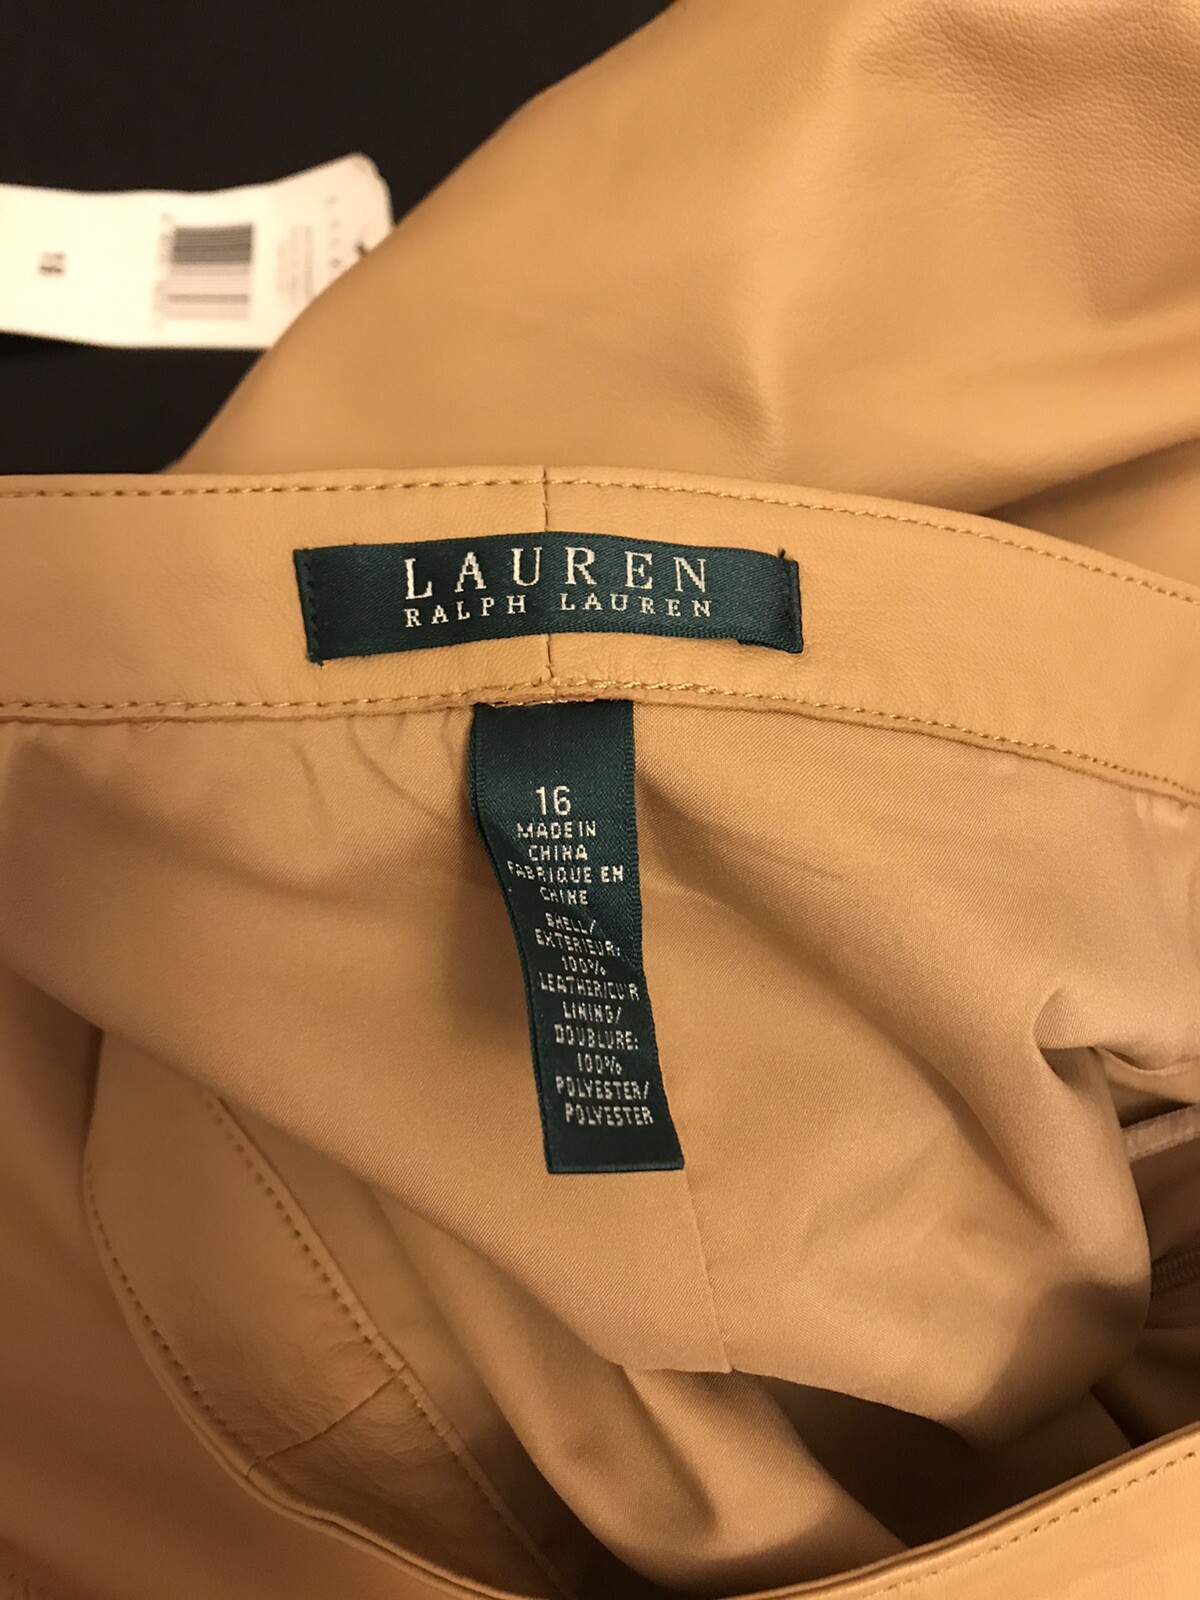 LAUREN
RALPH LAUREN
16
MADE IN
CHINA
FABRIQUE EN
CHINE
SHELL/
EXTERIEUR:
100%
LEATHER/CUIR
LINING/
DOUBLURE:
100%
POLYESTER/
POLYESTER